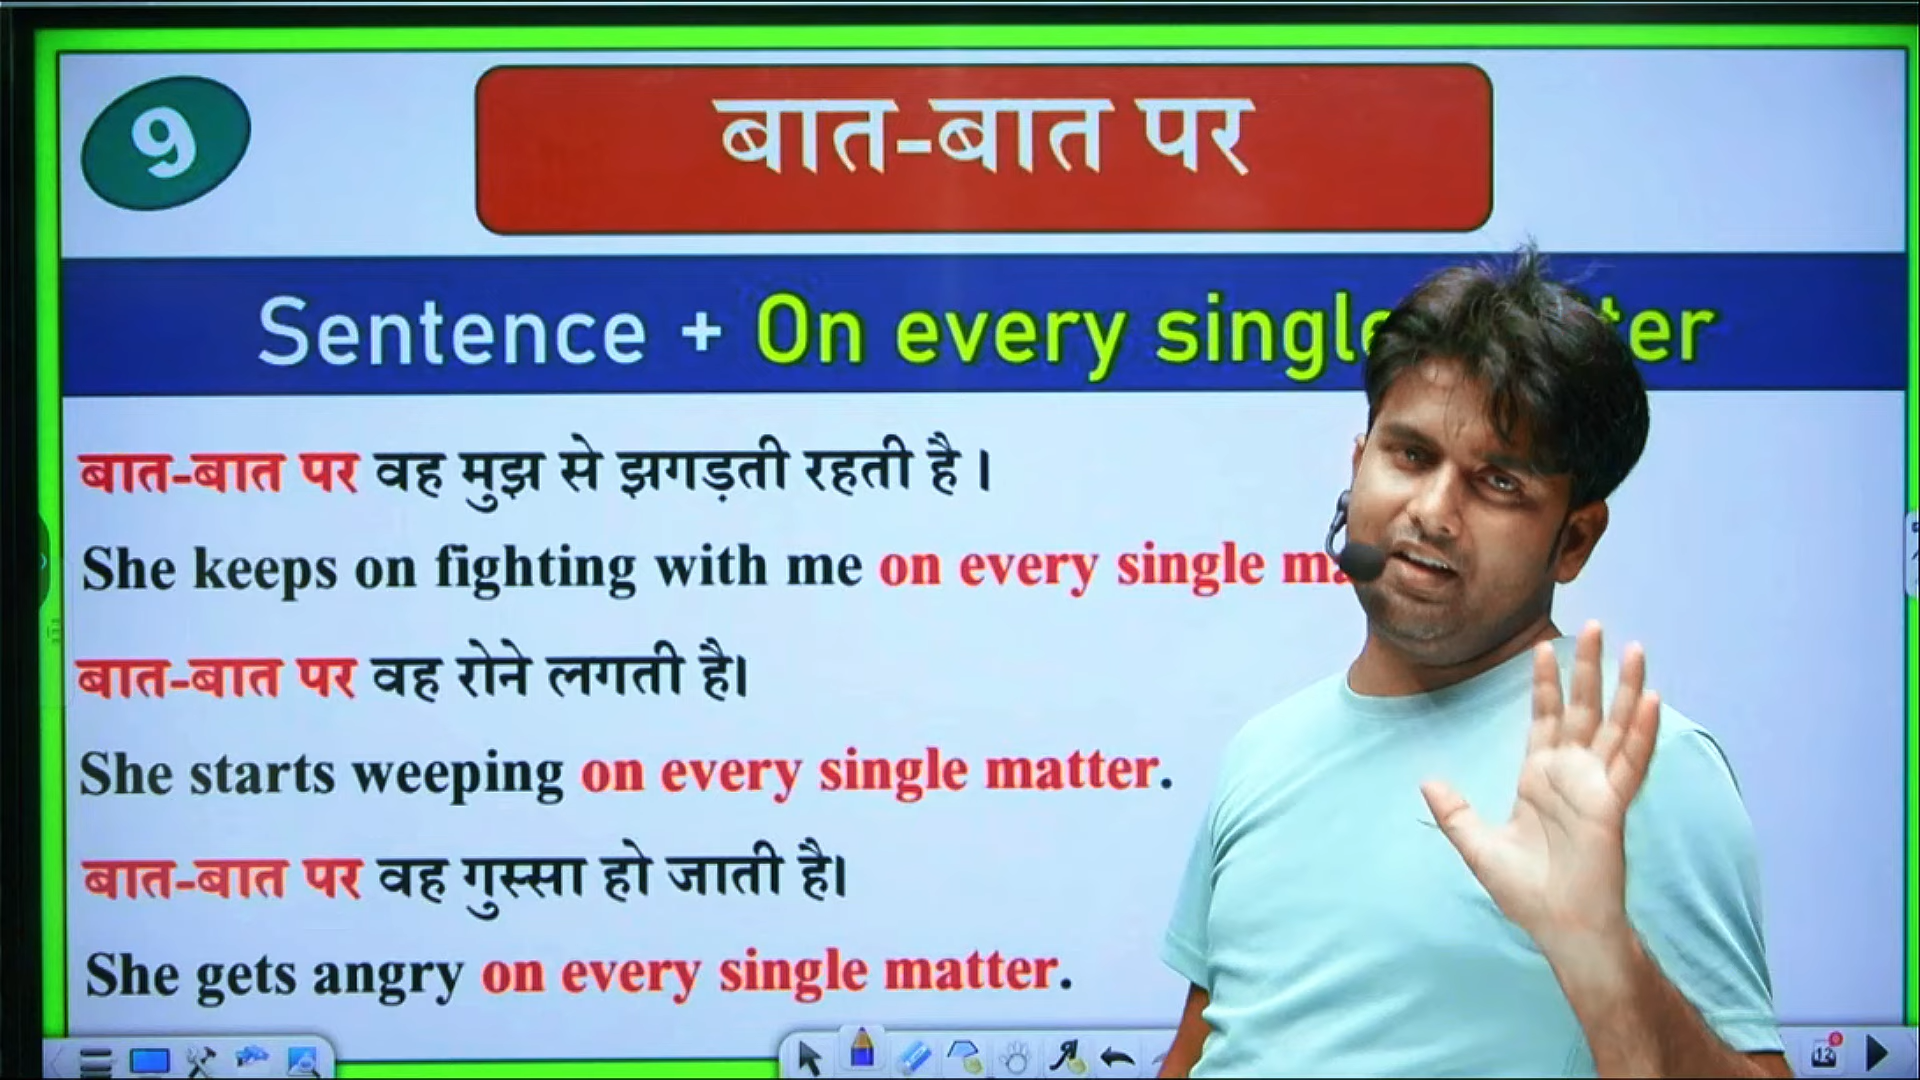 9
बात-बात पर
Sentence + On every single
बात-बात पर वह मुझ से झगड़ती रहती है ।
She keeps on fighting with me on every single
बात-बात पर वह रोने लगती है।
She starts weeping on every single matter.
बात-बात पर वह गुस्सा हो जाती है।
She gets angry on every single matter.